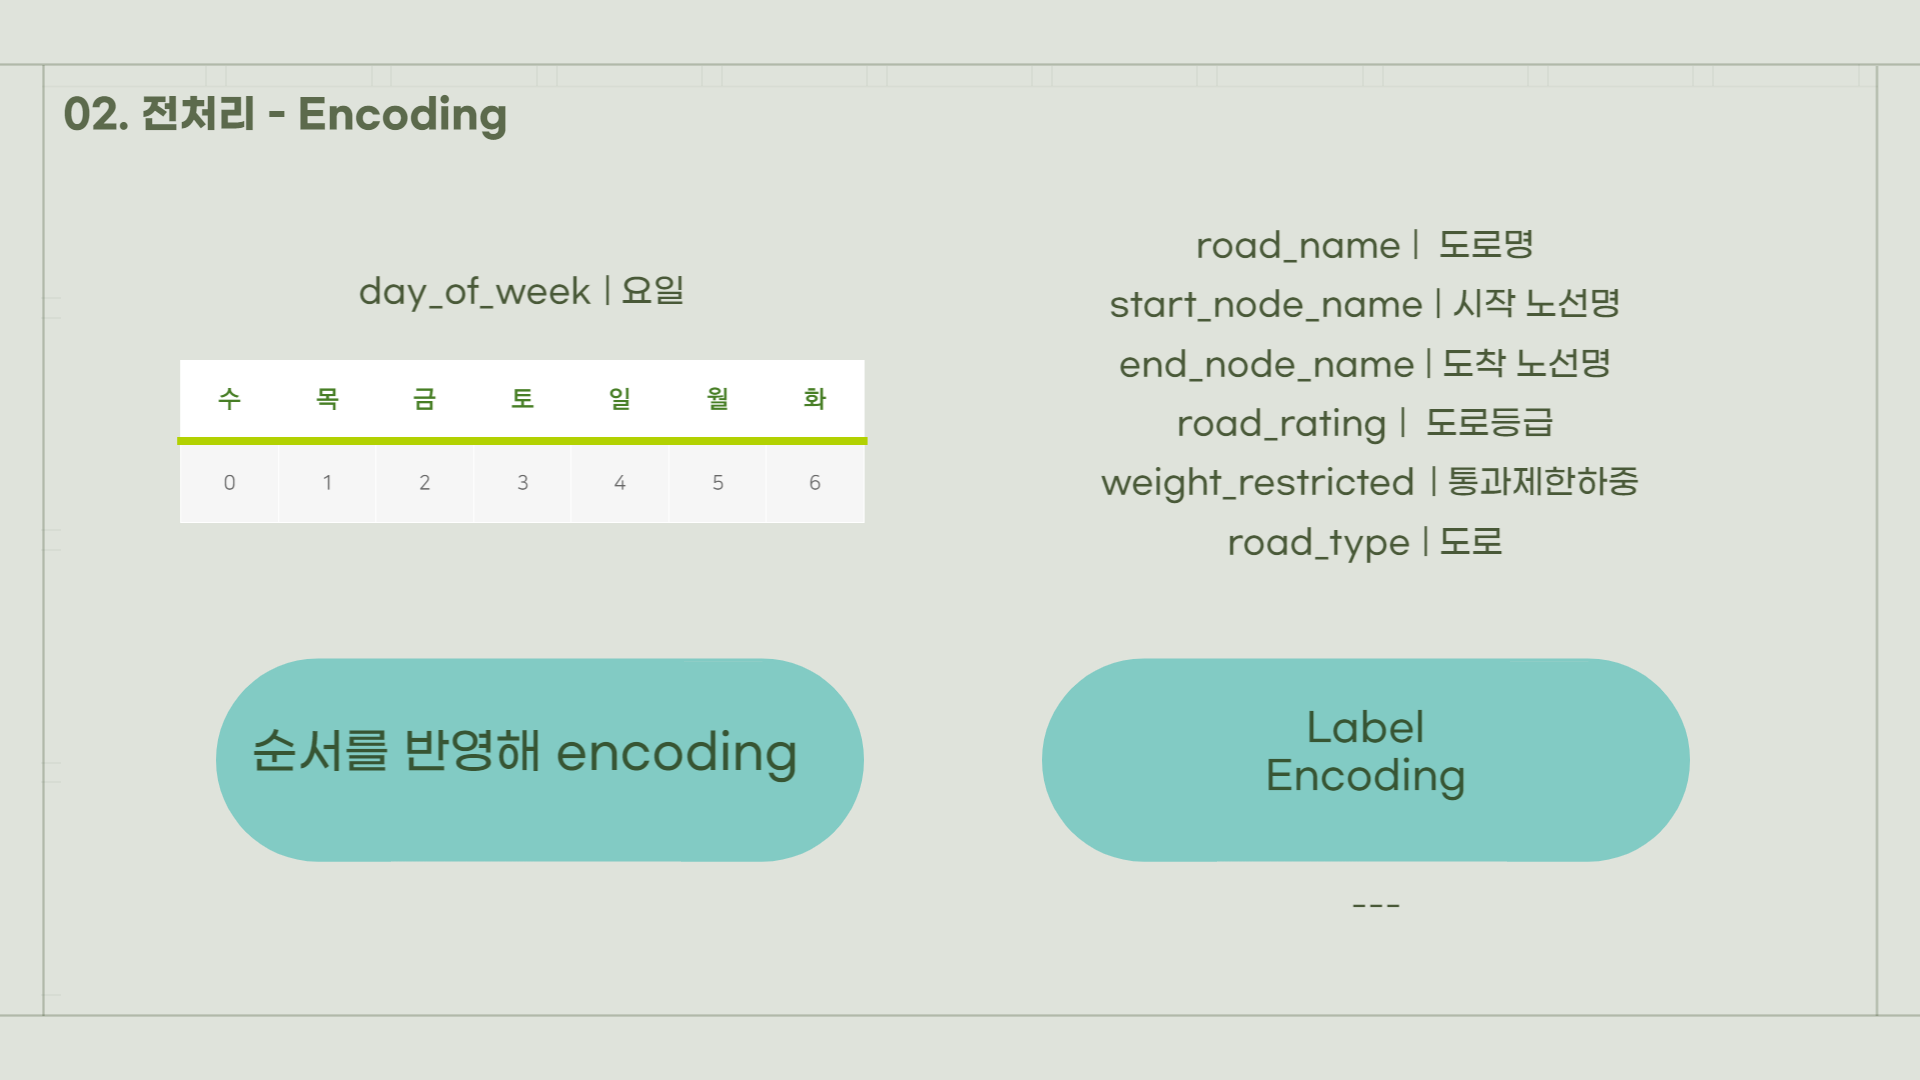 02. 전처리 - Encoding
day_of_week | 요일
수 목 금 토 일 월 화
0 1 2 3 4 5 6
순서를 반영해 encoding
road_name | 도로명
start_node_name | 시작 노선명
end_node_name | 도착 노선명
road_rating | 도로등급
weight_restricted | 통과제한하중
road_type | 도로
Label
Encoding
---